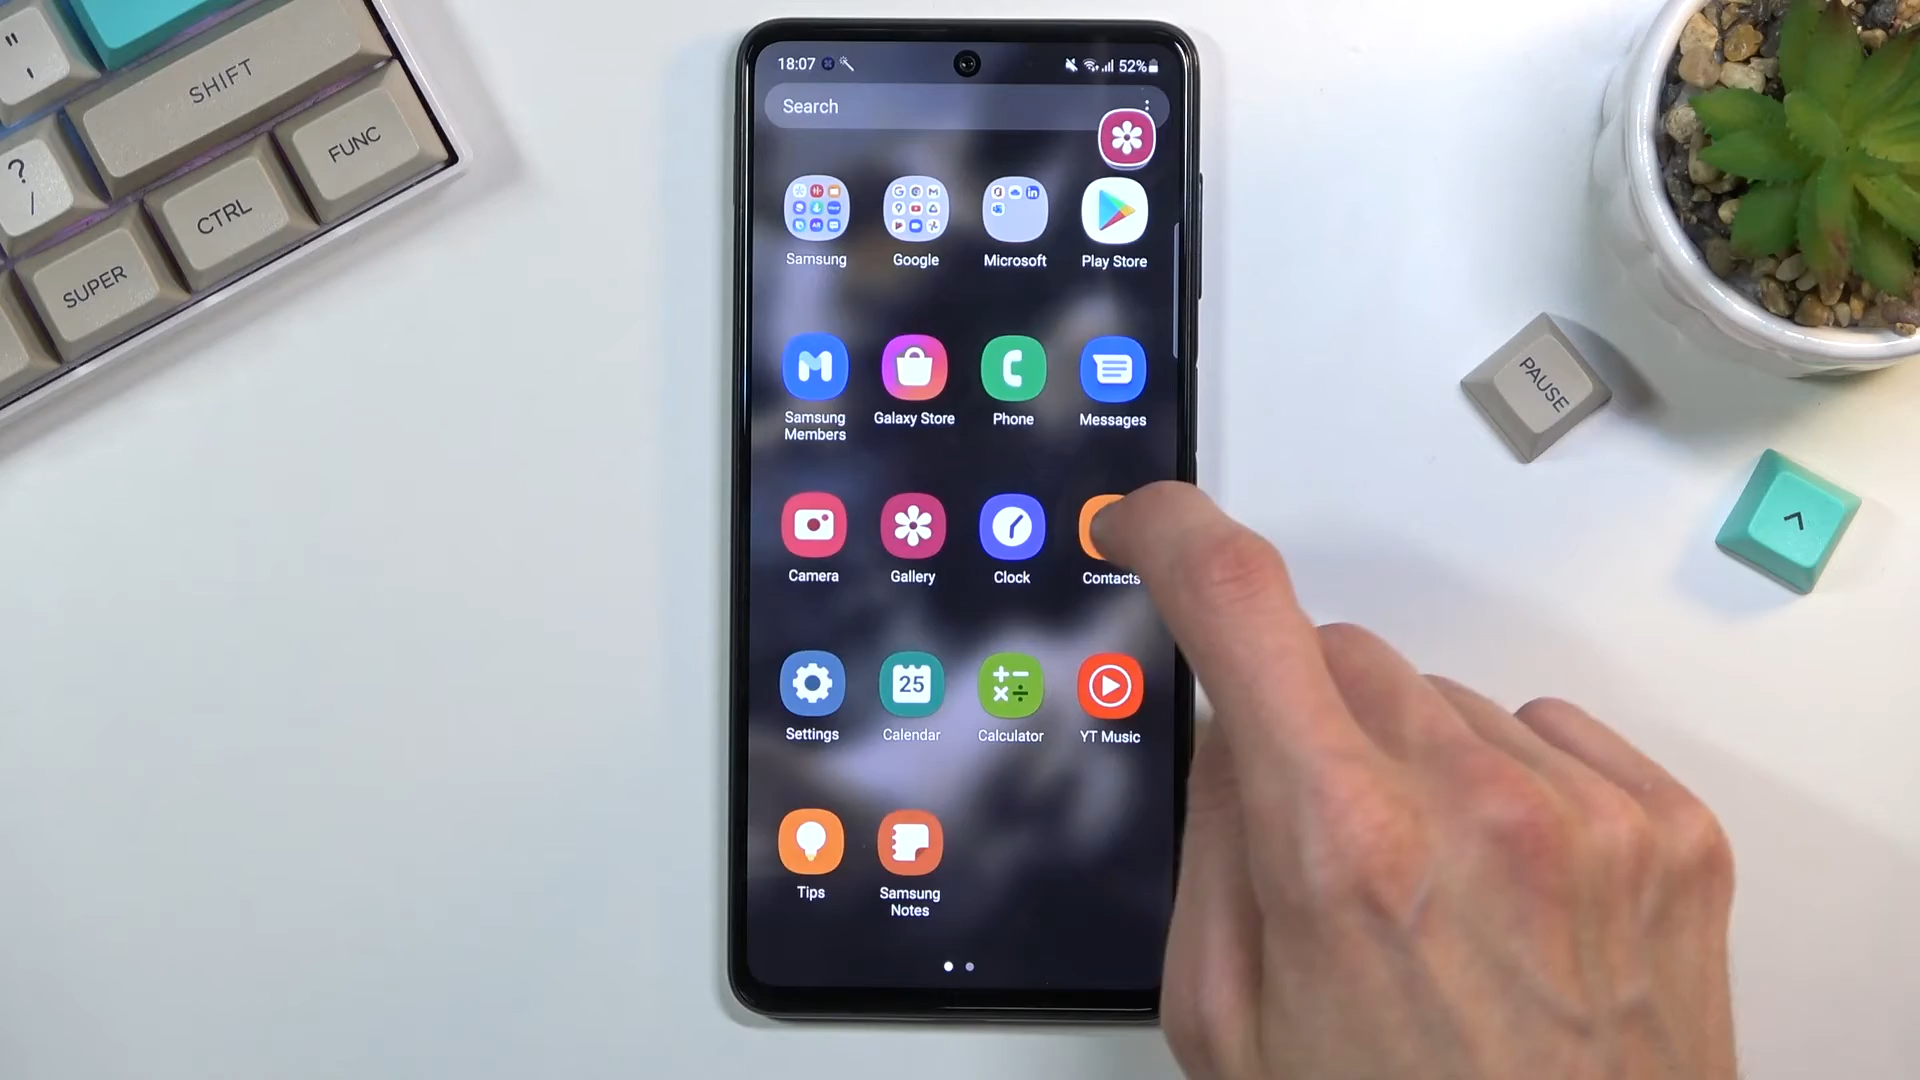 "
'
SHIFT
?
/
CTRL
FUNC
SUPER
18:07
52%
Search
Samsung
Google
Microsoft
Play Store
Samsung
Members
Galaxy Store
Phone
Messages
Camera
Gallery
Clock
Contacts
Settings
25
Calendar
Calculator
YT Music
Tips
Samsung
Notes
PAUSE
^